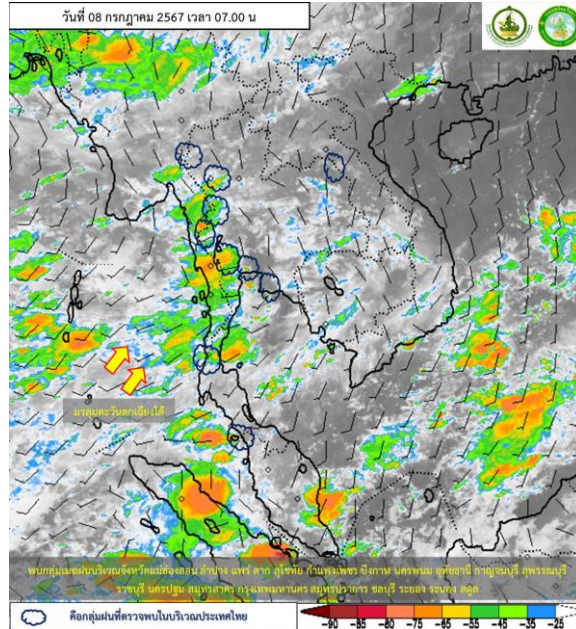 วันที่ 08 กรกฎาคม 2567 เวลา 07.00 น
มรสุมตะวันตกเฉียงใต้
พบกลุ่มเมฆฝนบริเวณจังหวัดแม่ฮ่องสอน ลำปาง แพร่ ตาก สุโขทัย กำแพงเพชร บึงกาฬ นครพนม อุทัยธานี กาญจนบุรี สุพรรณบุรี
ราชบุรี นครปฐม สมุทรสาคร กรุงเทพมหานคร สมุทรปราการ ชลบุรี ระยอง ระนอง สตูล
คือกลุ่มฝนที่ตรวจพบในบริเวณประเทศไทย
-90 -85 -80 -75 -65 -55 -45 -35 -25